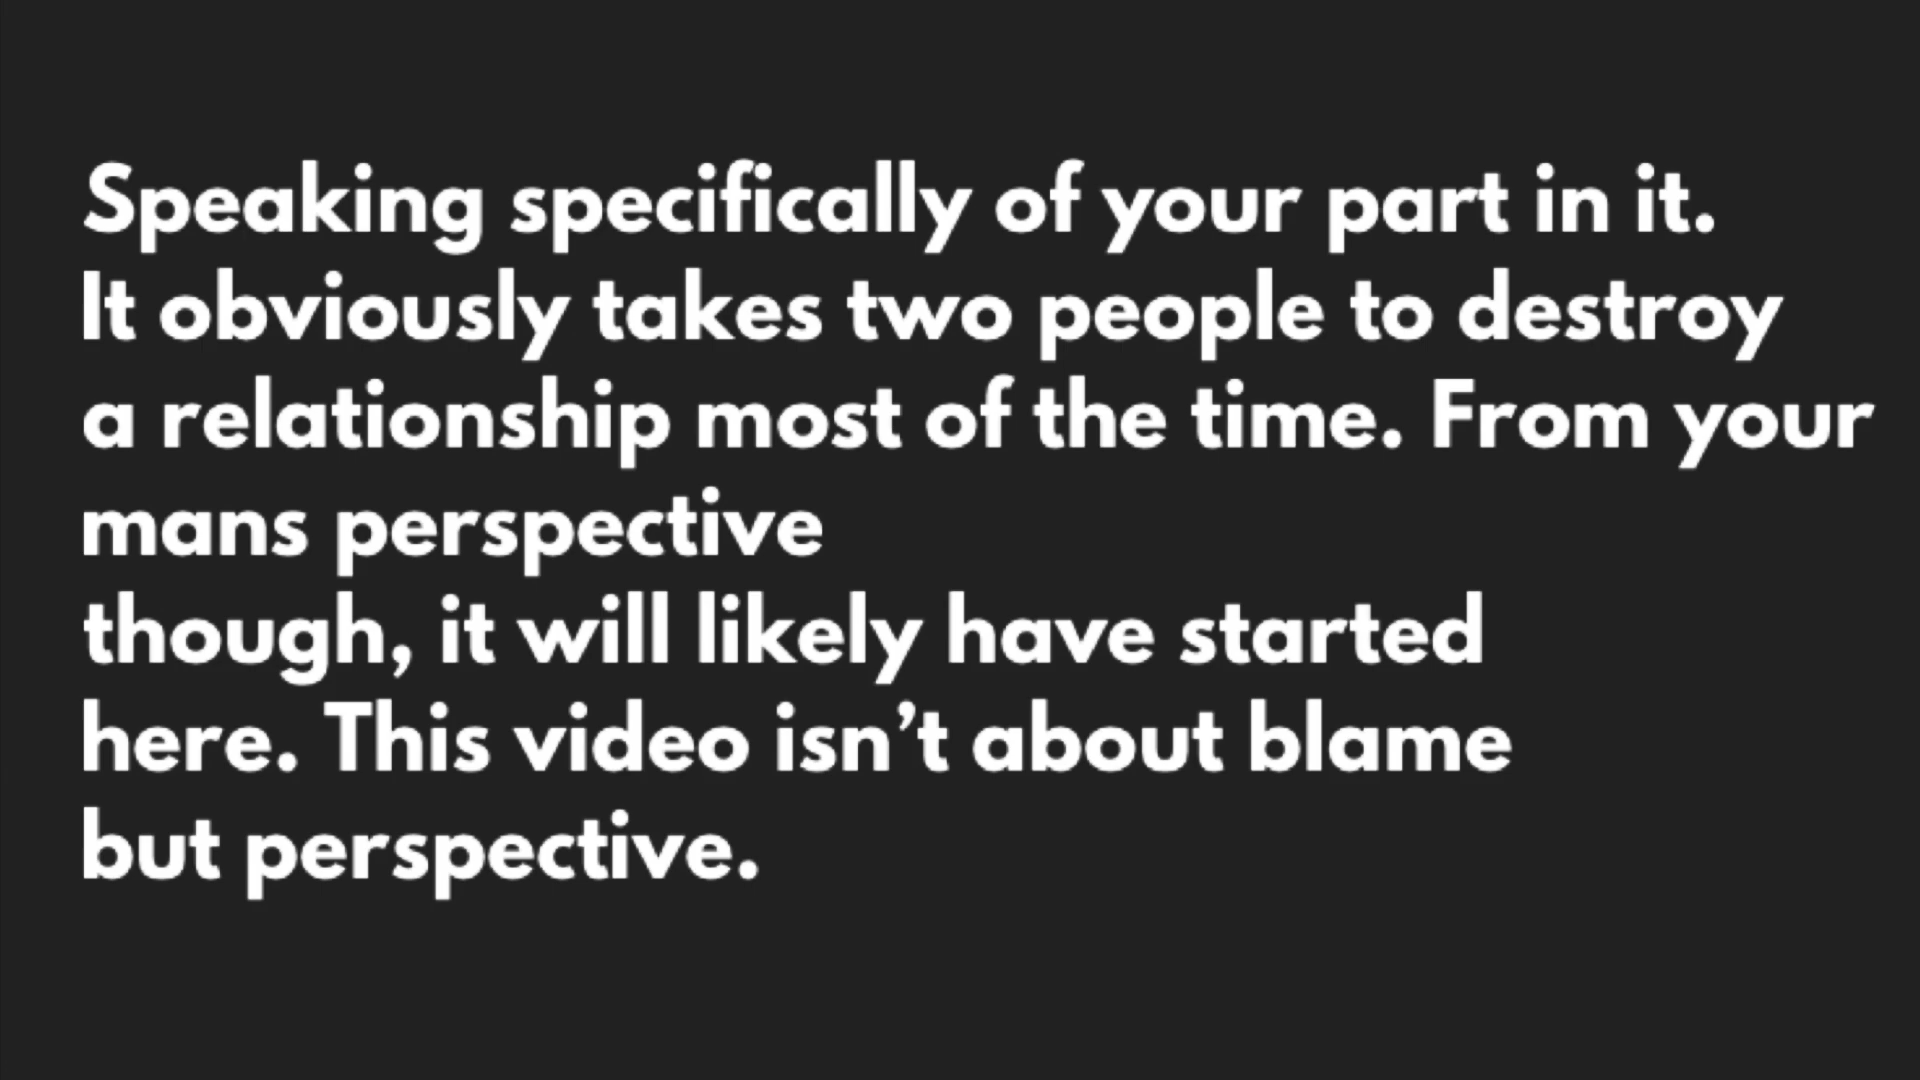 Speaking specifically of your part in it.
It obviously takes two people to destroy
a relationship most of the time. From your
mans perspective
though, it will likely have started
here. This video isn’t about blame
but perspective.